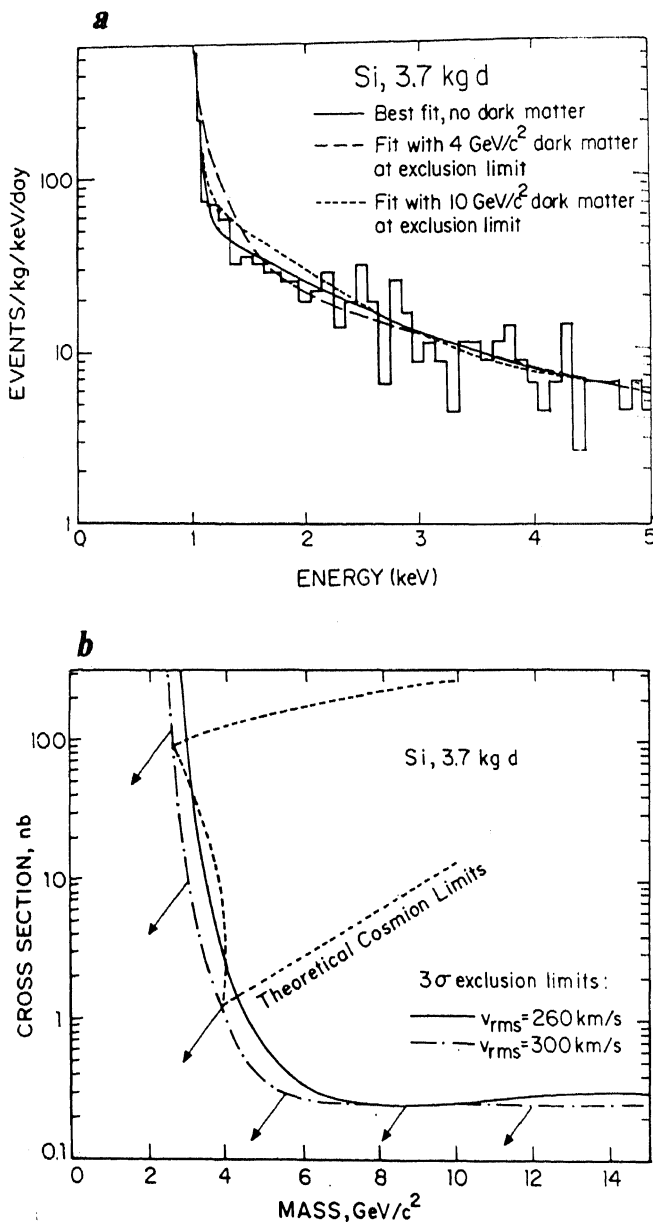 a
Si, 3.7 kg d
Best fit, no dark matter
Fit with 4 GeV/c² dark matter
at exclusion limit
Fit with 10 GeV/c² dark matter
at exclusion limit
EVENTS/kg/keV/day
100
10
1
0 1 2 3 4 5
ENERGY (keV)
b
Si, 3.7 kg d
CROSS SECTION, nb
100
10
1
0.1
Theoretical Cosmion Limits
3σ exclusion limits:
vrms=260 km/s
vrms=300 km/s
0 2 4 6 8 10 12 14
MASS, GeV/c²